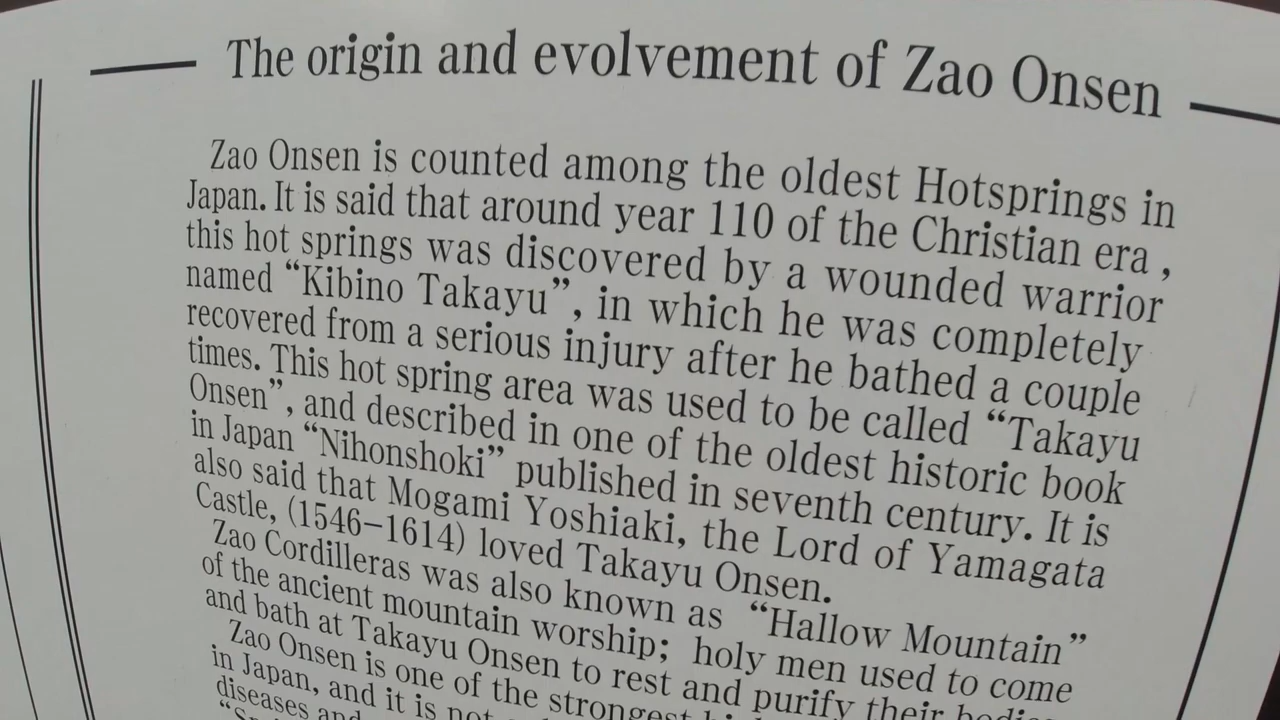 The origin and evolvement of Zao Onsen
Zao Onsen is counted among the oldest Hotsprings in
Japan. It is said that around year 110 of the Christian era ,
this hot springs was discovered by a wounded warrior
named “Kibino Takayu”, in which he was completely
recovered from a serious injury after he bathed a couple
times. This hot spring area was used to be called “Takayu
Onsen”, and described in one of the oldest historic book
in Japan “Nihonshoki” published in seventh century. It is
also said that Mogami Yoshiaki, the Lord of Yamagata
Castle, (1546–1614) loved Takayu Onsen.
Zao Cordilleras was also known as “Hallow Mountain”
of the ancient mountain worship; holy men used to come
and bath at Takayu Onsen to rest and purify their
Zao Onsen is one of the strongest
in Japan, and it is not
diseases and